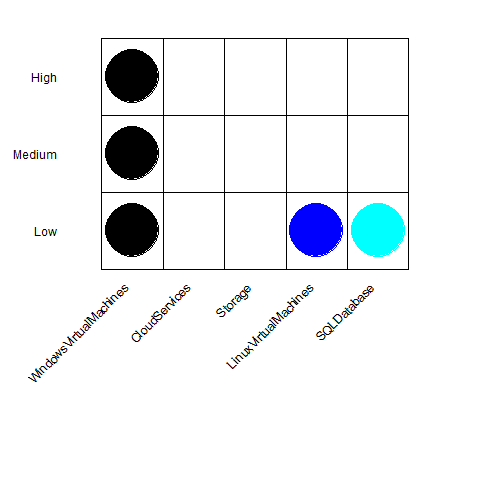 High
Medium
Low
WindowsVirtualMachines
CloudServices
Storage
LinuxVirtualMachines
SQLDatabase